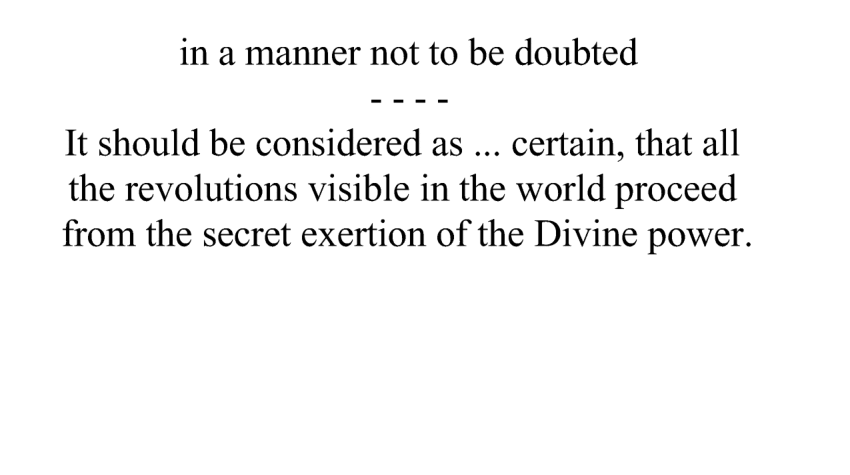 in a manner not to be doubted
- - - -
It should be considered as ... certain, that all
the revolutions visible in the world proceed
from the secret exertion of the Divine power.